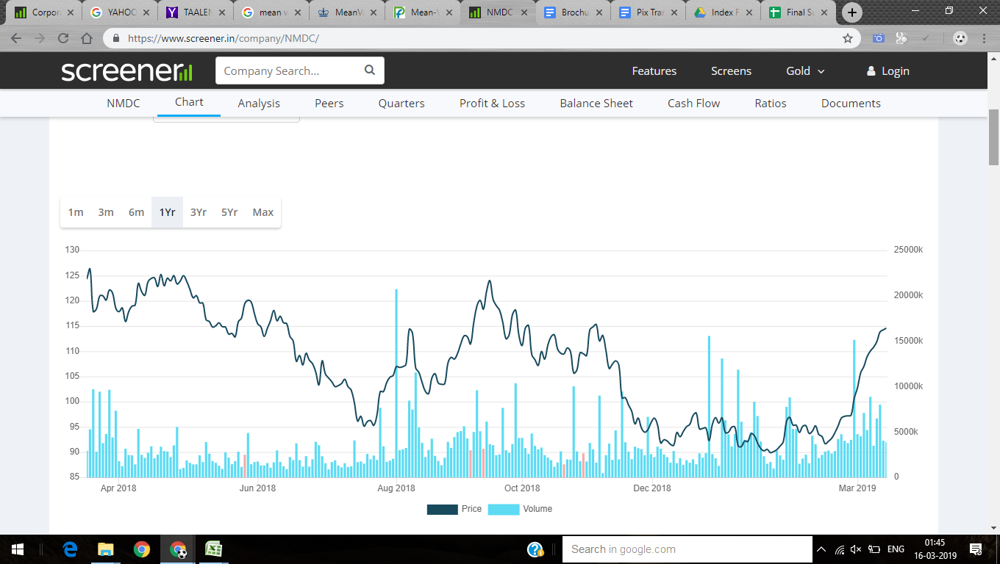 Corpor
YAHOO
TAALEN
mean v
MeanVa
Mean-V
NMDC
Brochu
Pix Tra
Index F
Final Su
https://www.screener.in/company/NMDC/
screener
Company Search...
Features
Screens
Gold
Login
NMDC
Chart
Analysis
Peers
Quarters
Profit & Loss
Balance Sheet
Cash Flow
Ratios
Documents
1m 3m 6m 1Yr 3Yr 5Yr Max
130
125
120
115
110
105
100
95
90
85
25000k
20000k
15000k
10000k
5000k
0
Apr 2018
Jun 2018
Aug 2018
Oct 2018
Dec 2018
Mar 2019
Price
Volume
Search in google.com
ENG
01:45
16-03-2019